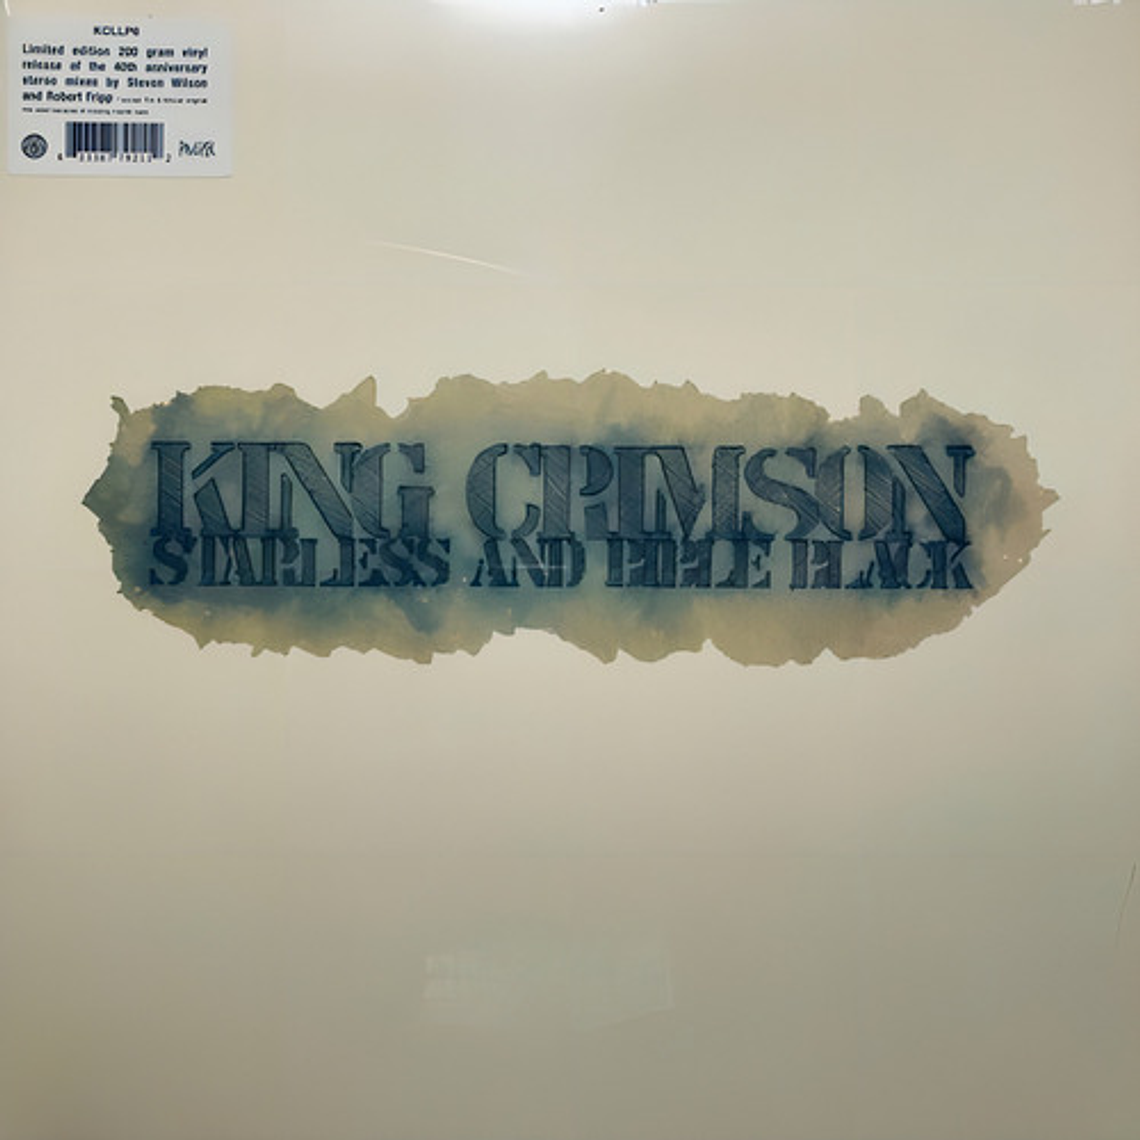 KCLLP6
Limited edition 200 gram vinyl
release of the 40th anniversary
stereo mixes by Steven Wilson
and Robert Fripp
KING CRIMSON
STARLESS AND BIBLE BLACK